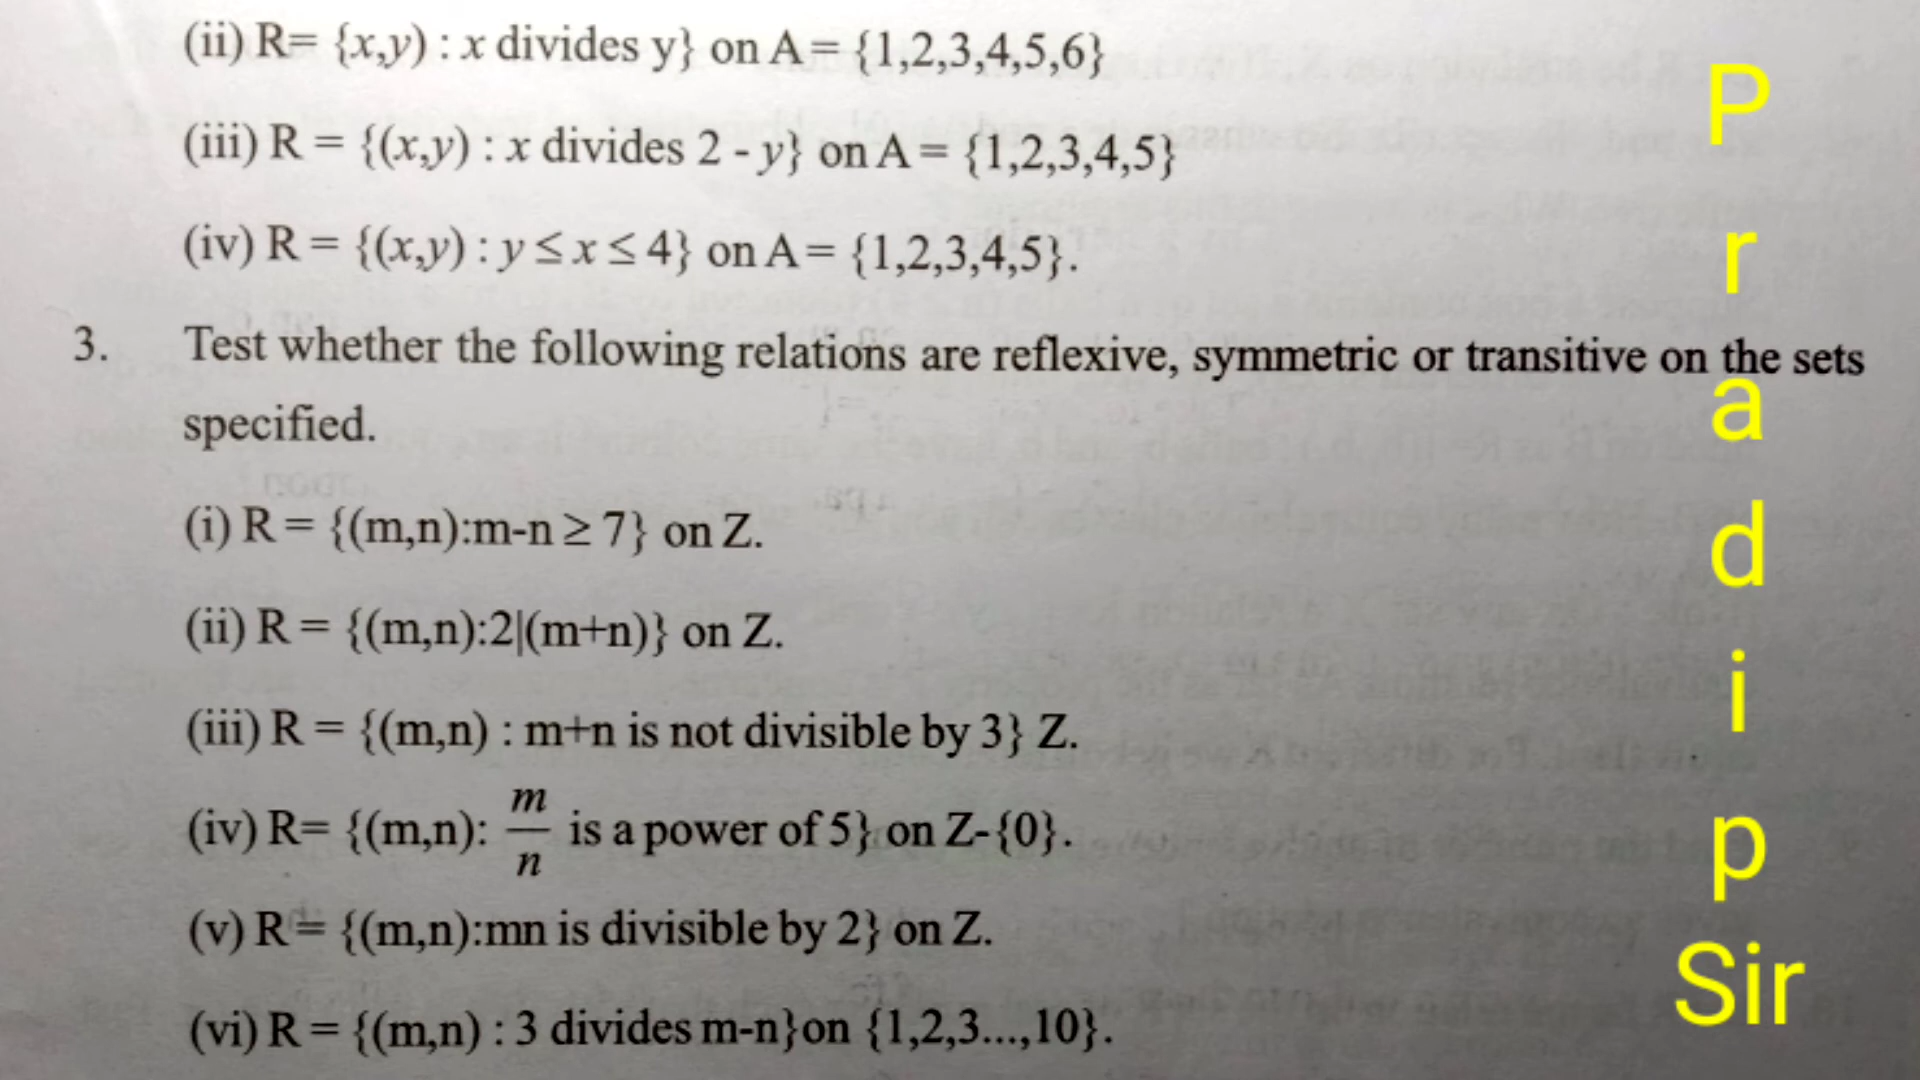 (ii) R= {x,y) : x divides y} on A= {1,2,3,4,5,6}
(iii) R = {(x,y) : x divides 2 - y} on A = {1,2,3,4,5}
(iv) R = {(x,y) : y ≤ x ≤ 4} on A = {1,2,3,4,5}.
3. Test whether the following relations are reflexive, symmetric or transitive on the sets
specified.
(i) R = {(m,n):m-n ≥ 7} on Z.
(ii) R = {(m,n):2|(m+n)} on Z.
(iii) R = {(m,n) : m+n is not divisible by 3} Z.
(iv) R= {(m,n): m/n is a power of 5} on Z-{0}.
(v) R = {(m,n):mn is divisible by 2} on Z.
(vi) R = {(m,n) : 3 divides m-n}on {1,2,3...,10}.
P
r
a
d
i
p
Sir